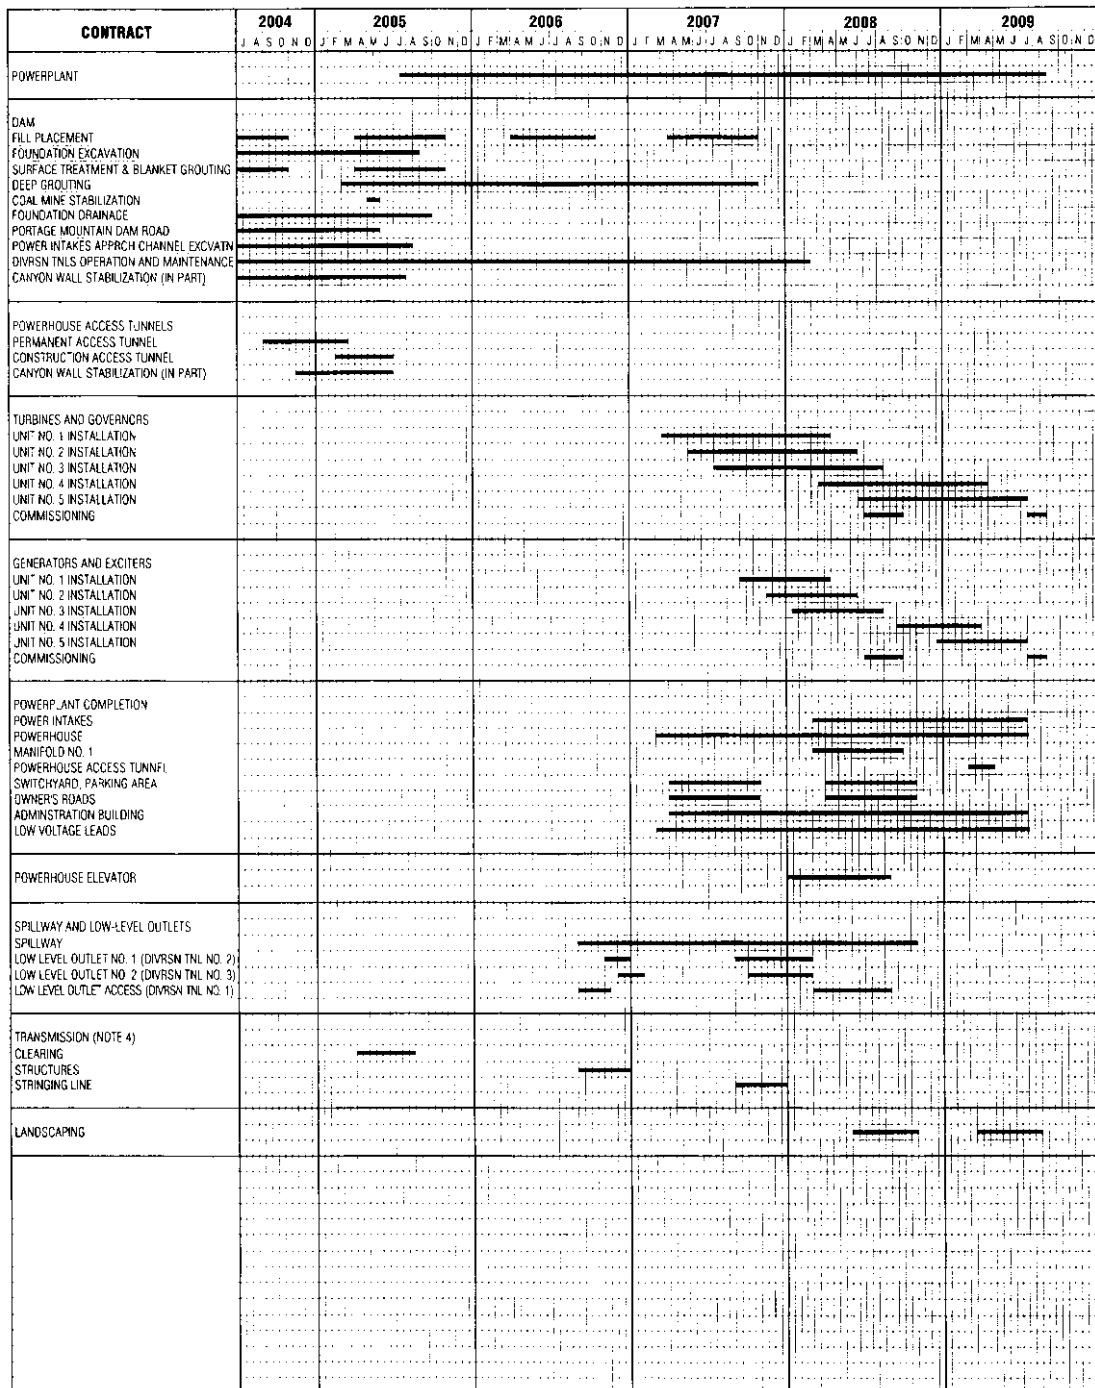 CONTRACT
2004 2005 2006 2007 2008 2009
J A S O N D J F M A M J J A S O N D J F M A M J J A S O N D J F M A M J J A S O N D J F M A M J J A S O N D J F M A M J J A S O N D
POWERPLANT
DAM
FILL PLACEMENT
FOUNDATION EXCAVATION
SURFACE TREATMENT & BLANKET GROUTING
DEEP GROUTING
COAL MINE STABILIZATION
FOUNDATION DRAINAGE
PORTAGE MOUNTAIN DAM ROAD
POWER INTAKES APPRCH CHANNEL EXCVATN
DIVRSN TNLS OPERATION AND MAINTENANCE
CANYON WALL STABILIZATION (IN PART)
POWERHOUSE ACCESS TUNNELS
PERMANENT ACCESS TUNNEL
CONSTRUCTION ACCESS TUNNEL
CANYON WALL STABILIZATION (IN PART)
TURBINES AND GOVERNORS
UNIT NO. 1 INSTALLATION
UNIT NO. 2 INSTALLATION
UNIT NO. 3 INSTALLATION
UNIT NO. 4 INSTALLATION
UNIT NO. 5 INSTALLATION
COMMISSIONING
GENERATORS AND EXCITERS
UNIT NO. 1 INSTALLATION
UNIT NO. 2 INSTALLATION
UNIT NO. 3 INSTALLATION
UNIT NO. 4 INSTALLATION
UNIT NO. 5 INSTALLATION
COMMISSIONING
POWERPLANT COMPLETION
POWER INTAKES
POWERHOUSE
MANIFOLD NO. 1
POWERHOUSE ACCESS TUNNEL
SWITCHYARD, PARKING AREA
OWNER'S ROADS
ADMINSTRATION BUILDING
LOW VOLTAGE LEADS
POWERHOUSE ELEVATOR
SPILLWAY AND LOW-LEVEL OUTLETS
SPILLWAY
LOW LEVEL OUTLET NO. 1 (DIVRSN TNL NO. 2)
LOW LEVEL OUTLET NO. 2 (DIVRSN TNL NO. 3)
LOW LEVEL OUTLET ACCESS (DIVRSN TNL NO. 1)
TRANSMISSION (NOTE 4)
CLEARING
STRUCTURES
STRINGING LINE
LANDSCAPING